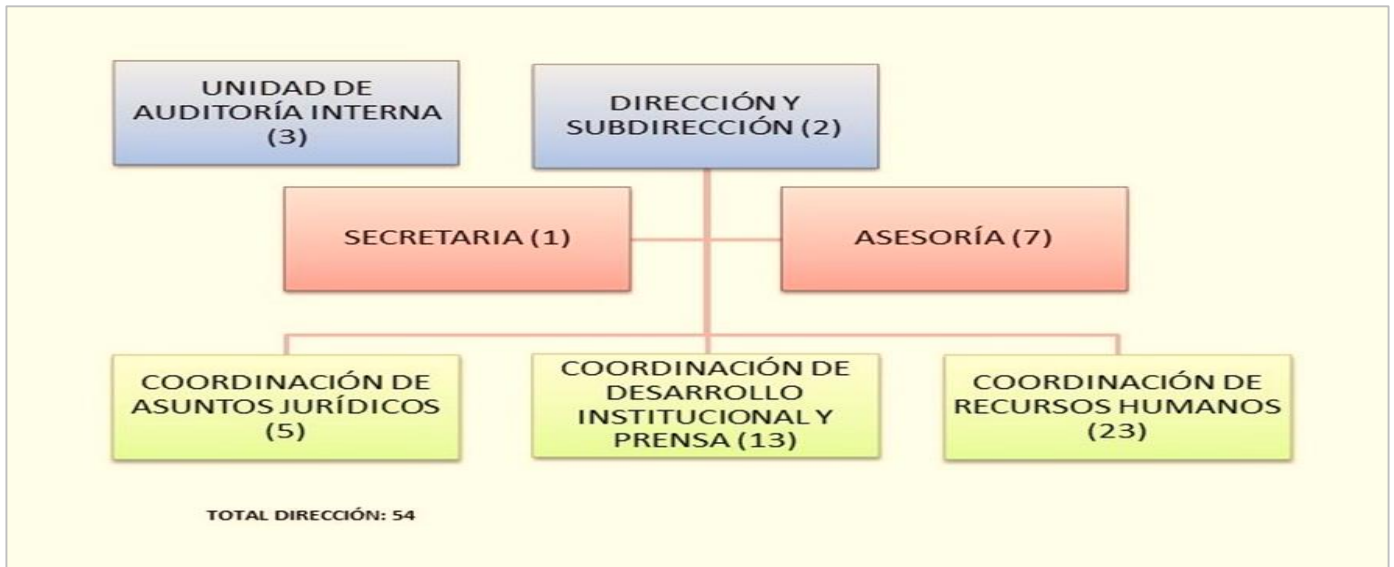 UNIDAD DE
AUDITORÍA INTERNA
(3)
DIRECCIÓN Y
SUBDIRECCIÓN (2)
SECRETARIA (1)
ASESORÍA (7)
COORDINACIÓN DE
ASUNTOS JURÍDICOS
(5)
COORDINACIÓN DE
DESARROLLO
INSTITUCIONAL Y
PRENSA (13)
COORDINACIÓN DE
RECURSOS HUMANOS
(23)
TOTAL DIRECCIÓN: 54